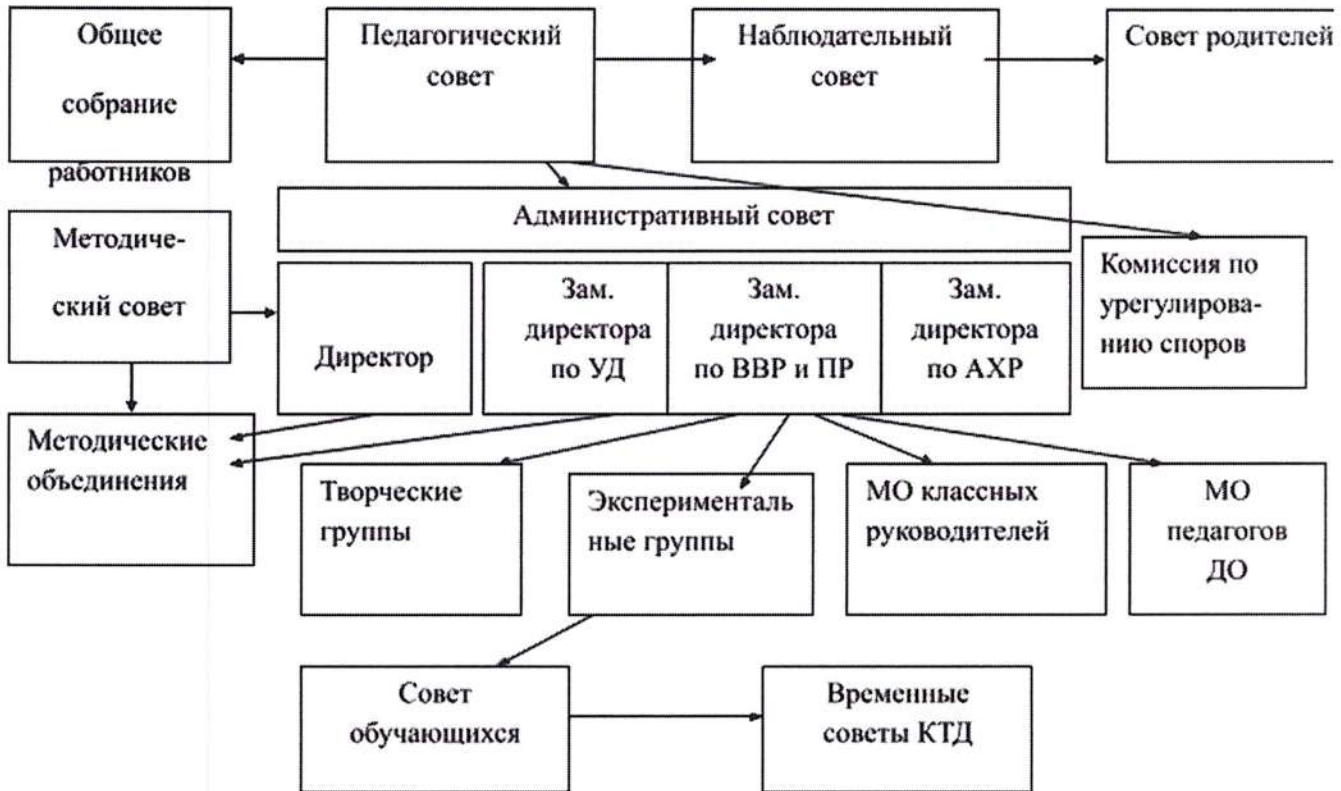 Общее
собрание
работников
Педагогический
совет
Наблюдательный
совет
Совет родителей
Административный совет
Методиче-
ский совет
Директор
Зам.
директора
по УД
Зам.
директора
по ВВР и ПР
Зам.
директора
по АХР
Комиссия по
урегулирова-
нию споров
Методические
объединения
Творческие
группы
Эксперименталь
ные группы
МО классных
руководителей
МО
педагогов
ДО
Совет
обучающихся
Временные
советы КТД